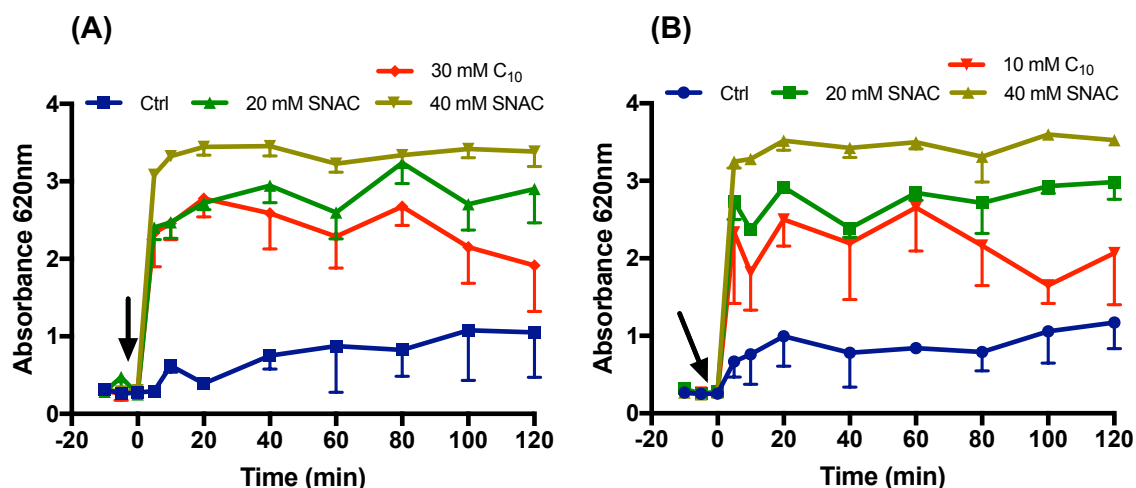 (A)
30 mM C₁₀
Ctrl 20 mM SNAC 40 mM SNAC
Absorbance 620nm
4
3
2
1
0
-20 0 20 40 60 80 100 120
Time (min)
(B)
10 mM C₁₀
Ctrl 20 mM SNAC 40 mM SNAC
Absorbance 620nm
4
3
2
1
0
-20 0 20 40 60 80 100 120
Time (min)